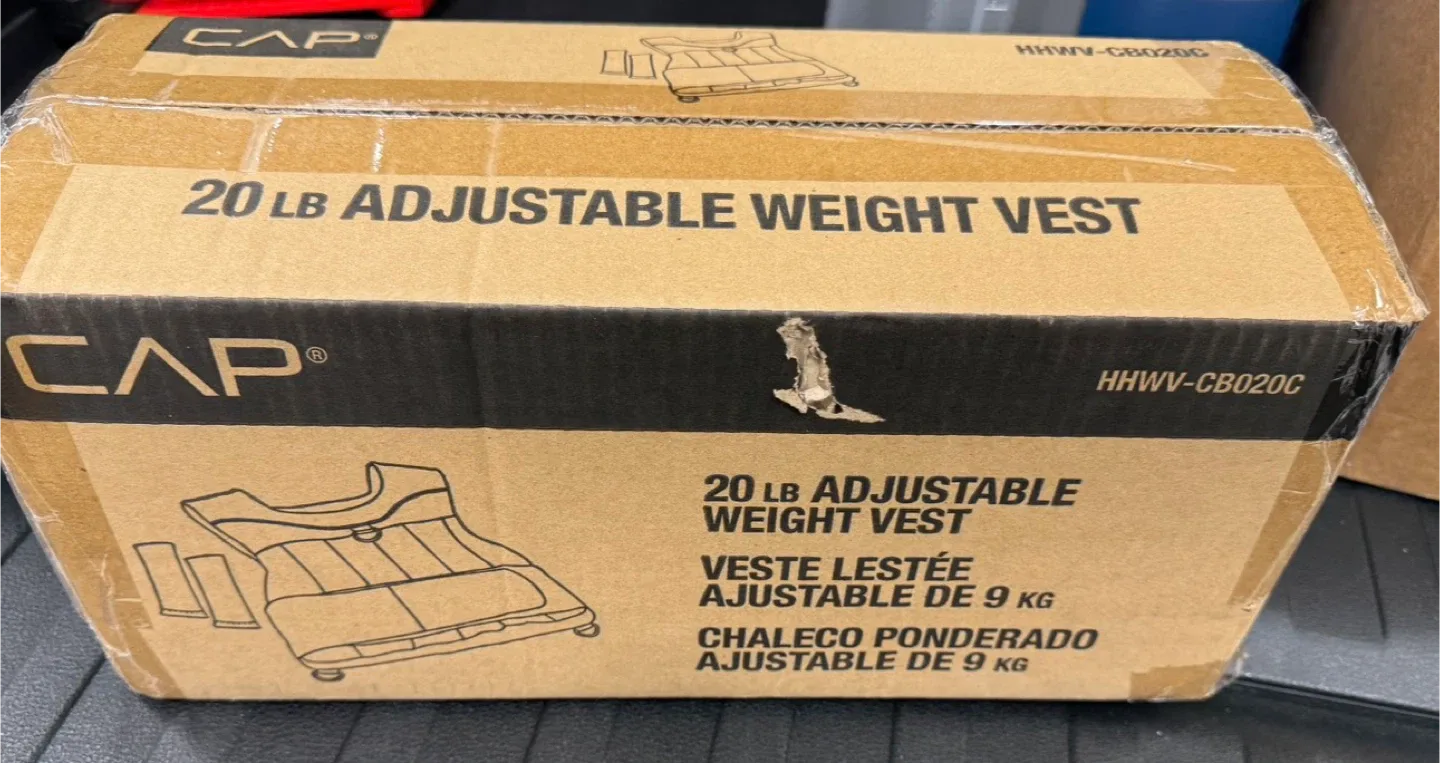 CAP®
HHWV-CB020C
20 LB ADJUSTABLE WEIGHT VEST
CAP®
HHWV-CB020C
20 LB ADJUSTABLE
WEIGHT VEST
VESTE LESTÉE
AJUSTABLE DE 9 KG
CHALECO PONDERADO
AJUSTABLE DE 9 KG